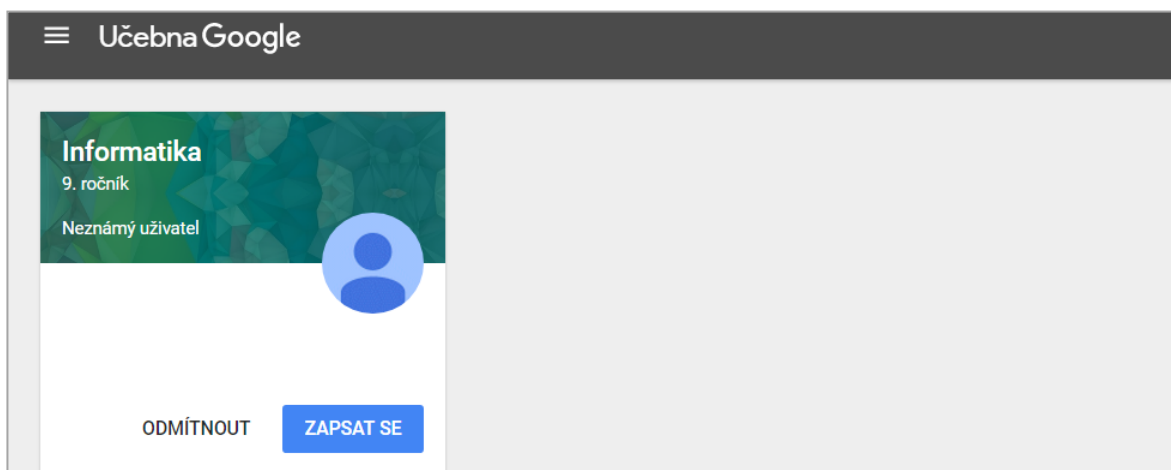 Učebna Google
Informatika
9. ročník
Neznámý uživatel
ODMÍTNOUT ZAPSAT SE